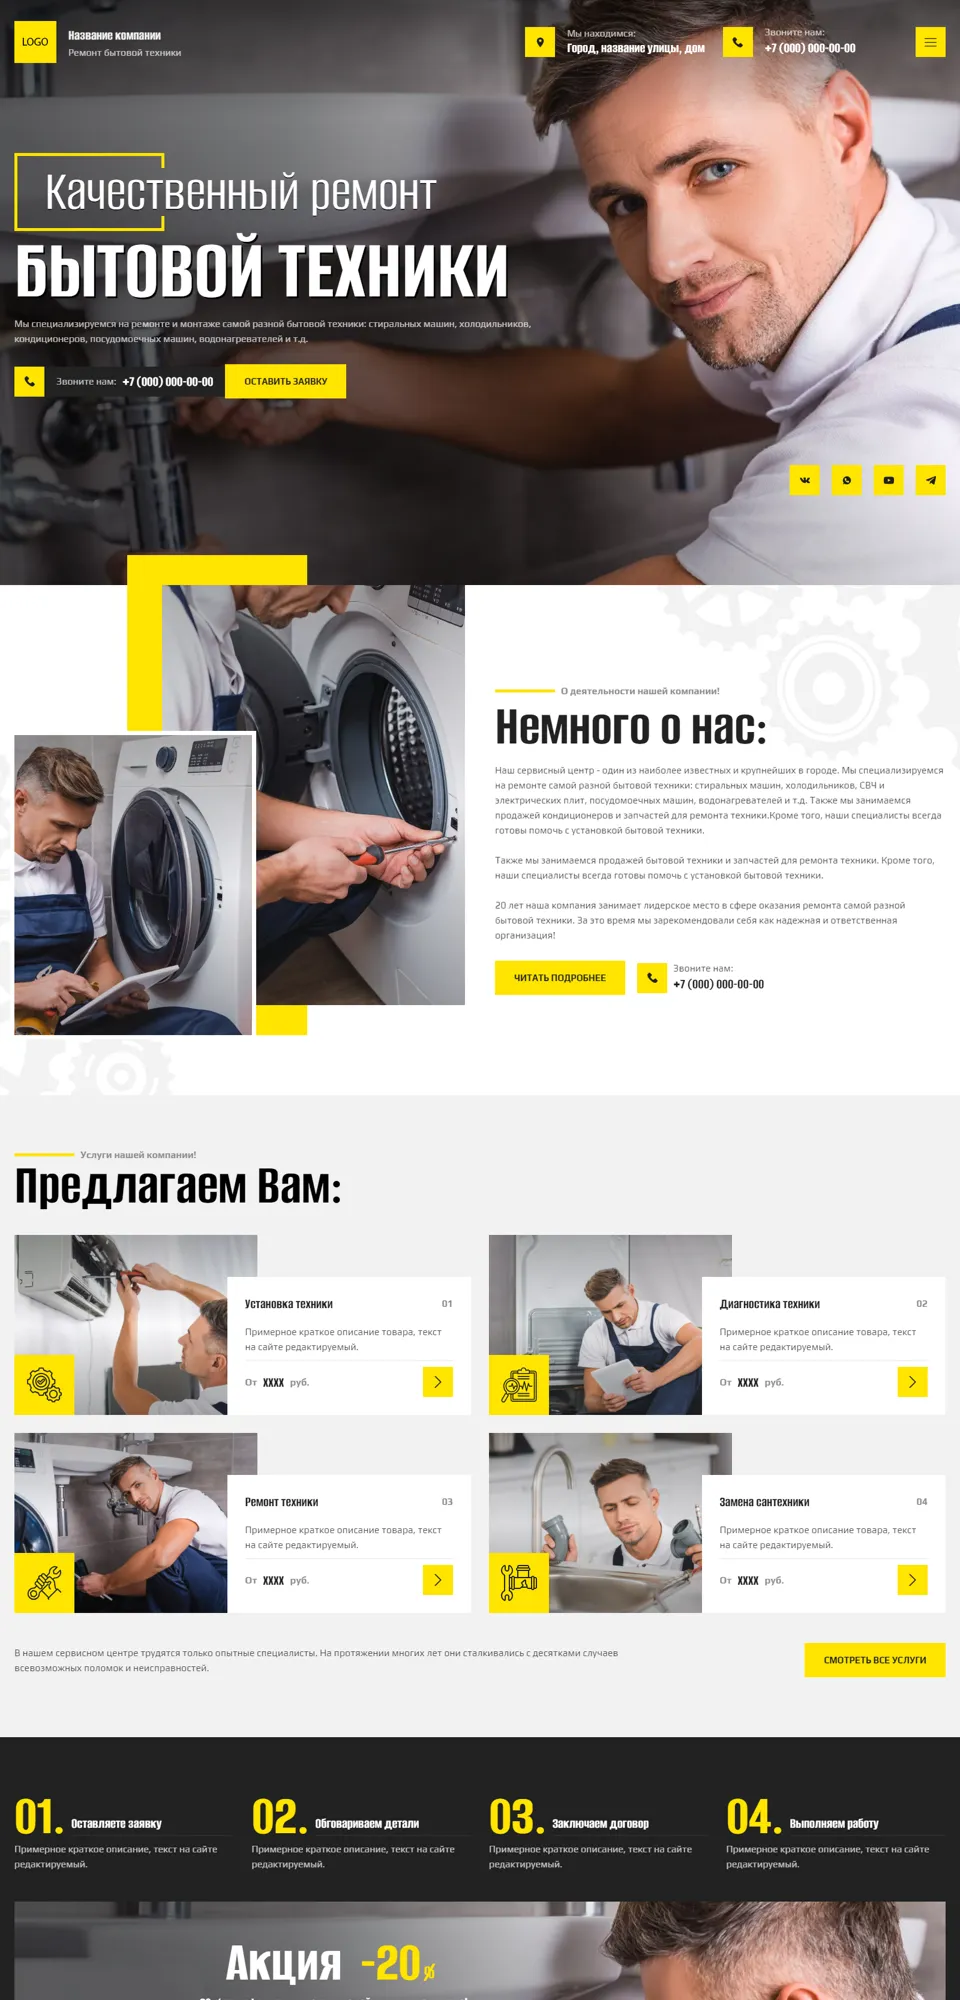 LOGO
Название компании
Ремонт бытовой техники
Мы находимся:
Город, название улицы, дом
Звоните нам:
+7 (000) 000-00-00
Качественный ремонт
БЫТОВОЙ ТЕХНИКИ
Мы специализируемся на ремонте и монтаже самой разной бытовой техники: стиральных машин, холодильников,
кондиционеров, посудомоечных машин, водонагревателей и т.д.
Звоните нам: +7 (000) 000-00-00
ОСТАВИТЬ ЗАЯВКУ
О деятельности нашей компании!
Немного о нас:
Наш сервисный центр - один из наиболее известных и крупнейших в городе. Мы специализируемся
на ремонте самой разной бытовой техники: стиральных машин, холодильников, СВЧ и
электрических плит, посудомоечных машин, водонагревателей и т.д. Также мы занимаемся
продажей кондиционеров и запчастей для ремонта техники.Кроме того, наши специалисты всегда
готовы помочь с установкой бытовой техники.
Также мы занимаемся продажей бытовой техники и запчастей для ремонта техники. Кроме того,
наши специалисты всегда готовы помочь с установкой бытовой техники.
20 лет наша компания занимает лидерское место в сфере оказания ремонта самой разной
бытовой техники. За это время мы зарекомендовали себя как надежная и ответственная
организация!
ЧИТАТЬ ПОДРОБНЕЕ
Звоните нам:
+7 (000) 000-00-00
Услуги нашей компании!
Предлагаем Вам:
Установка техники 01
Примерное краткое описание товара, текст
на сайте редактируемый.
От XXXX руб.
Диагностика техники 02
Примерное краткое описание товара, текст
на сайте редактируемый.
От XXXX руб.
Ремонт техники 03
Примерное краткое описание товара, текст
на сайте редактируемый.
От XXXX руб.
Замена сантехники 04
Примерное краткое описание товара, текст
на сайте редактируемый.
От XXXX руб.
В нашем сервисном центре трудятся только опытные специалисты. На протяжении многих лет они сталкивались с десятками случаев
всевозможных поломок и неисправностей.
СМОТРЕТЬ ВСЕ УСЛУГИ
01. Оставляете заявку
Примерное краткое описание, текст на сайте
редактируемый.
02. Обговариваем детали
Примерное краткое описание, текст на сайте
редактируемый.
03. Заключаем договор
Примерное краткое описание, текст на сайте
редактируемый.
04. Выполняем работу
Примерное краткое описание, текст на сайте
редактируемый.
Акция -20%